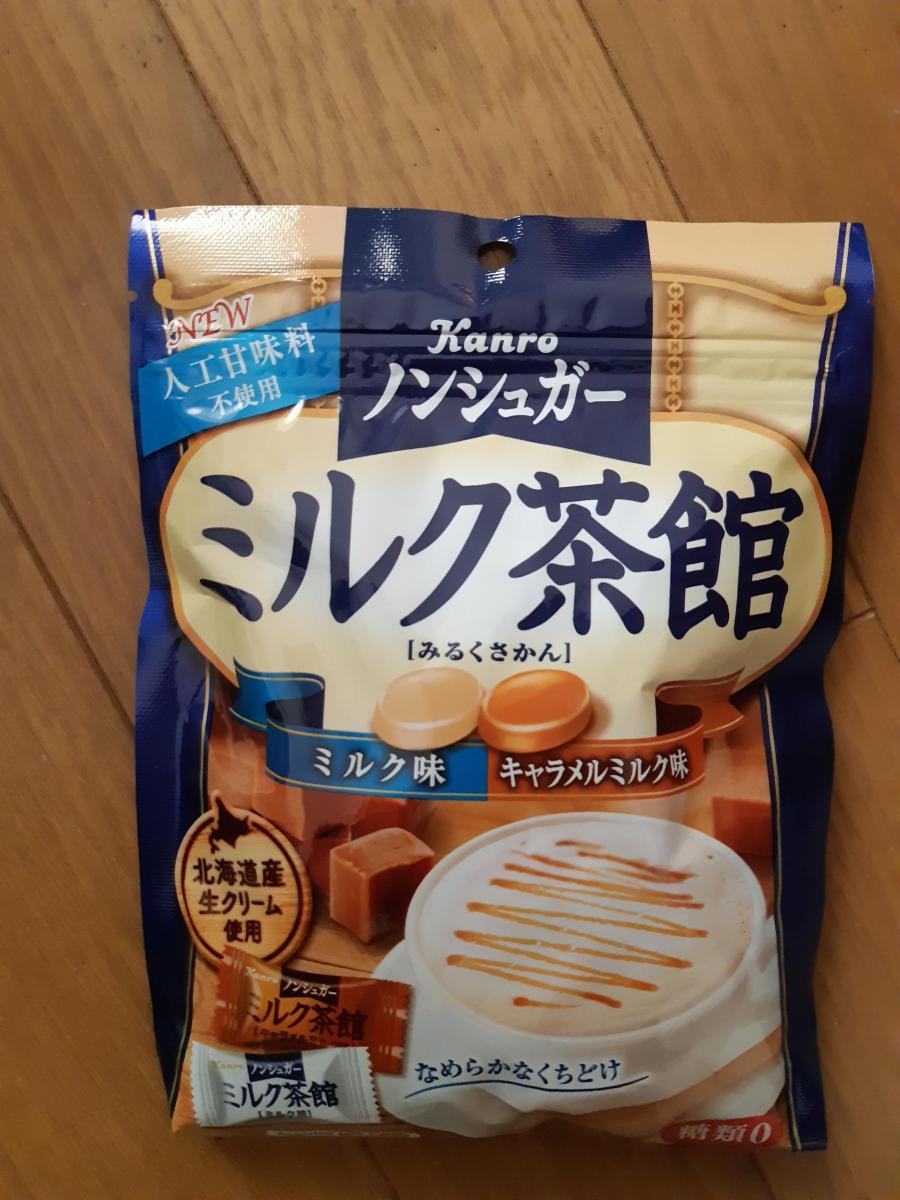 NEW
人工甘味料
不使用
Kanro
ノンシュガー
ミルク茶館
[みるくさかん]
ミルク味
キャラメルミルク味
北海道産
生クリーム
使用
Kanro ノンシュガー
ミルク茶館
Kanro ノンシュガー
ミルク茶館
[ミルク味]
なめらかなくちどけ
糖類0